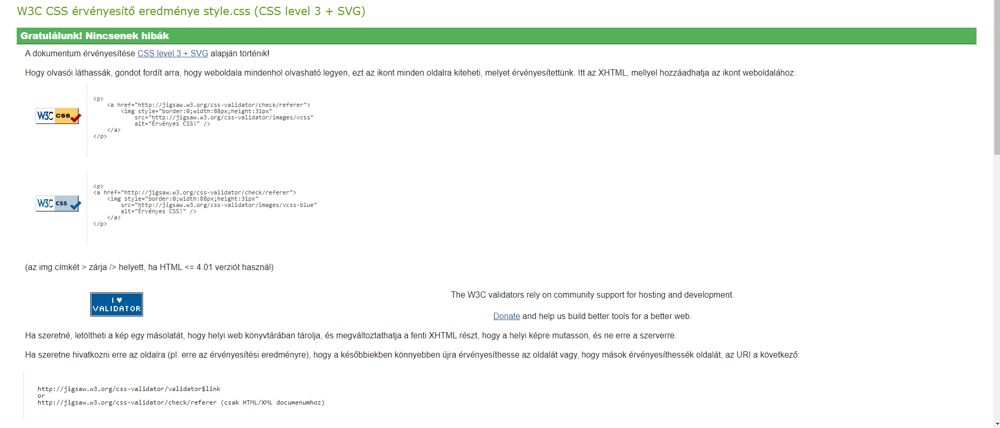 W3C CSS érvényesítő eredménye style.css (CSS level 3 + SVG)
Gratulálunk! Nincsenek hibák
A dokumentum érvényesítése CSS level 3 + SVG alapján történik!
Hogy olvasói láthassák, gondot fordít arra, hogy weboldala mindenhol olvasható legyen, ezt az ikont minden oldalra kiteheti, melyet érvényesítettünk. Itt az XHTML, mellyel hozzáadhatja az ikont weboldalához:
W3C css
<p>
<a href="http://jigsaw.w3.org/css-validator/check/referer">
<img style="border:0;width:88px;height:31px"
src="http://jigsaw.w3.org/css-validator/images/vcss"
alt="Érvényes CSS!" />
</a>
</p>
W3C css
<p>
<a href="http://jigsaw.w3.org/css-validator/check/referer">
<img style="border:0;width:88px;height:31px"
src="http://jigsaw.w3.org/css-validator/images/vcss-blue"
alt="Érvényes CSS!" />
</a>
</p>
(az img címkét > zárja /> helyett, ha HTML <= 4.01 verziót használ)
I ♥
VALIDATOR
The W3C validators rely on community support for hosting and development.
Donate and help us build better tools for a better web.
Ha szeretné, letöltheti a kép egy másolatát, hogy helyi web könyvtárában tárolja, és megváltoztathatja a fenti XHTML részt, hogy a helyi képre mutasson, és ne erre a szerverre.
Ha szeretne hivatkozni erre az oldalra (pl. erre az érvényesítési eredményre), hogy a későbbiekben könnyebben újra érvényesíthesse az oldalát vagy, hogy mások érvényesíthessék oldalát, az URI a következő:
http://jigsaw.w3.org/css-validator/validator$link
or
http://jigsaw.w3.org/css-validator/check/referer (csak HTML/XML documenumhoz)